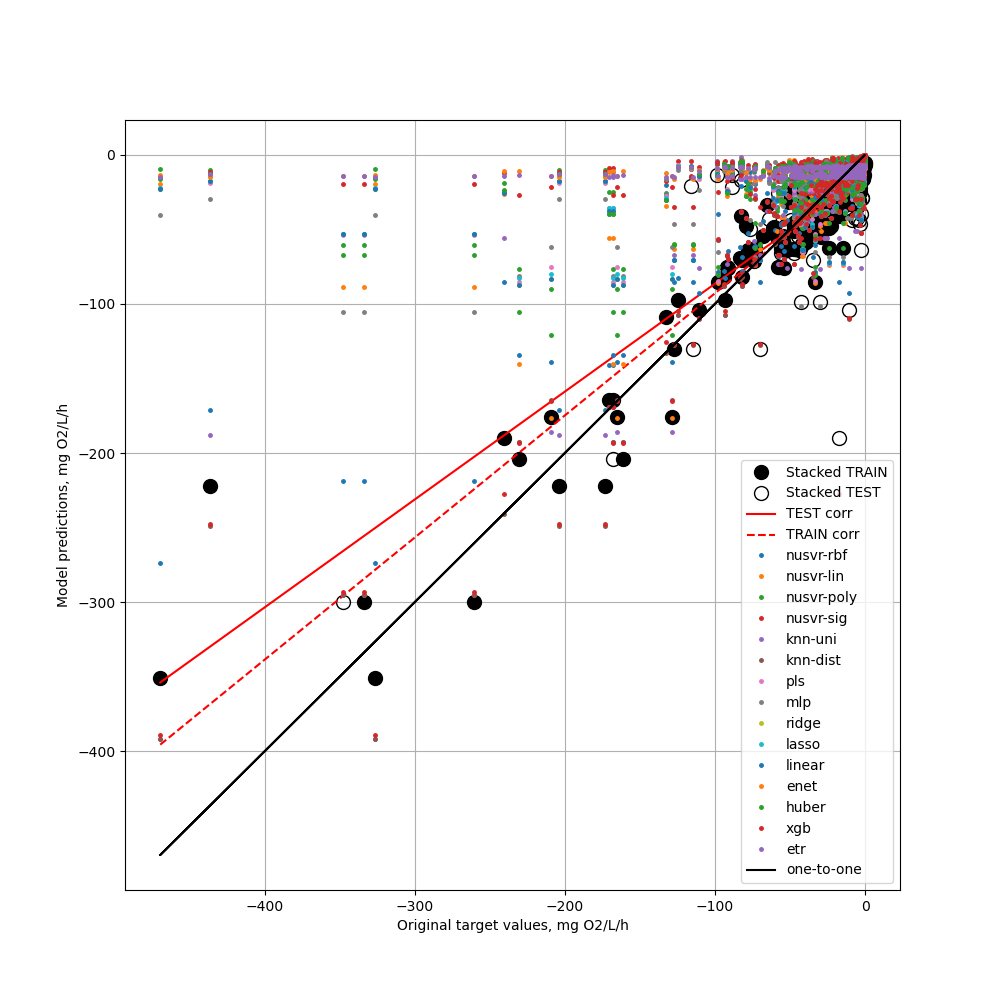 0
−100
−200
−300
−400
Model predictions, mg O2/L/h
−400
−300
−200
−100
0
Original target values, mg O2/L/h
Stacked TRAIN
Stacked TEST
TEST corr
TRAIN corr
nusvr-rbf
nusvr-lin
nusvr-poly
nusvr-sig
knn-uni
knn-dist
pls
mlp
ridge
lasso
linear
enet
huber
xgb
etr
one-to-one